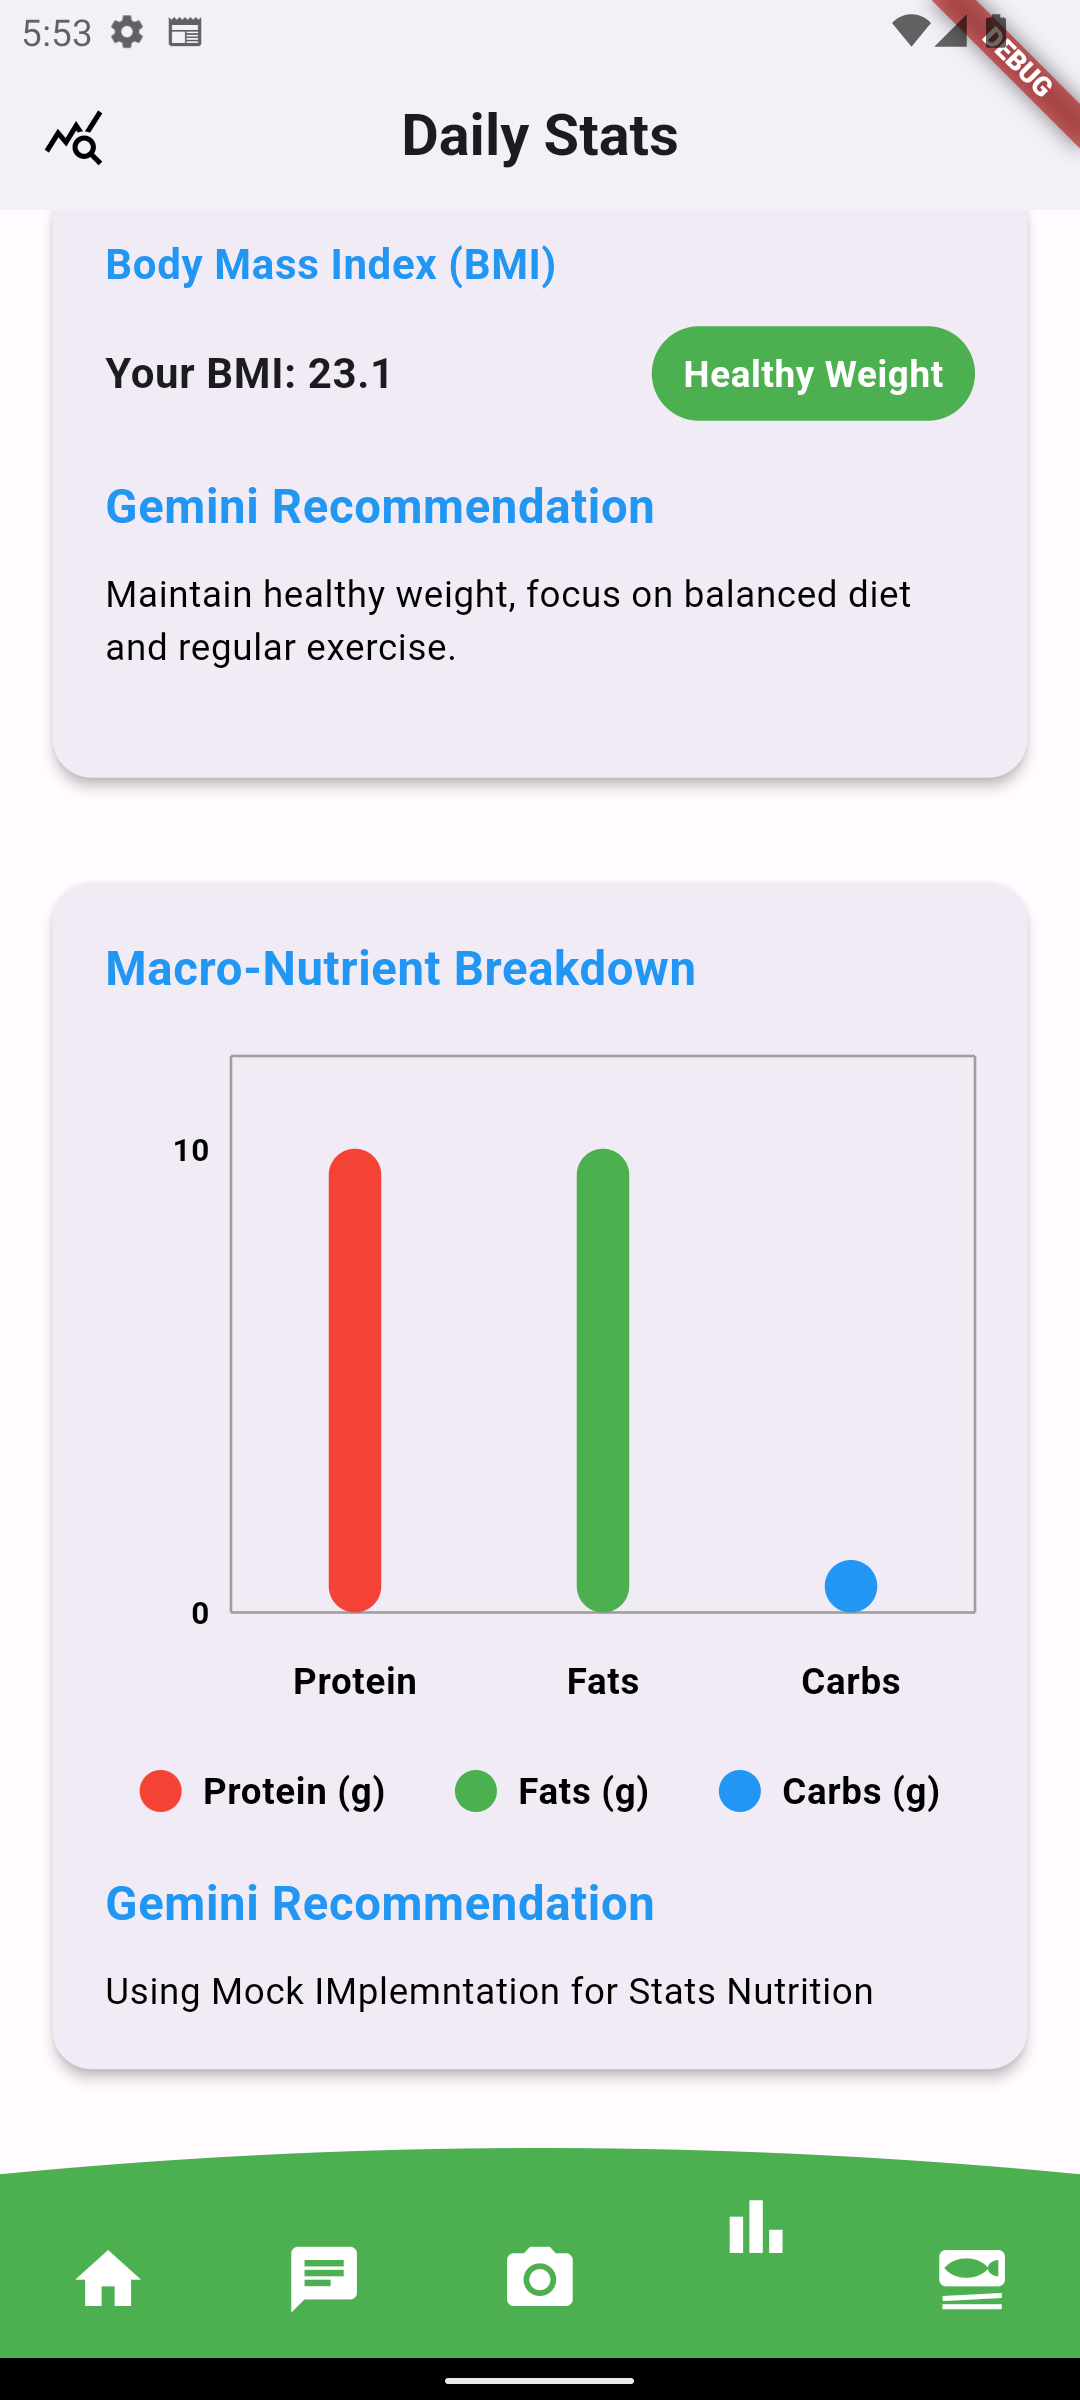 5:53
DEBUG
Daily Stats
Body Mass Index (BMI)
Your BMI: 23.1
Healthy Weight
Gemini Recommendation
Maintain healthy weight, focus on balanced diet
and regular exercise.
Macro-Nutrient Breakdown
10
0
Protein Fats Carbs
Protein (g) Fats (g) Carbs (g)
Gemini Recommendation
Using Mock IMplemntation for Stats Nutrition